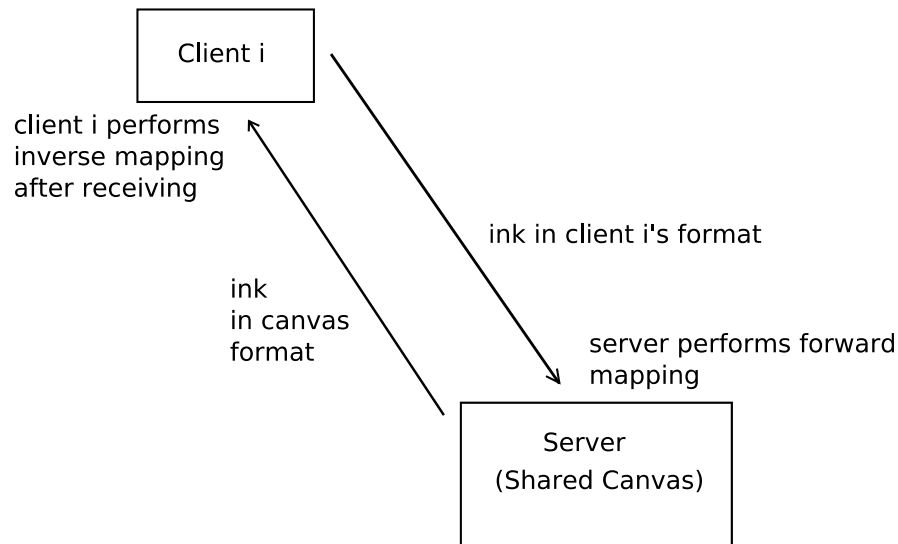 Client i
client i performs
inverse mapping
after receiving
ink in client i's format
ink
in canvas
format
server performs forward
mapping
Server
(Shared Canvas)